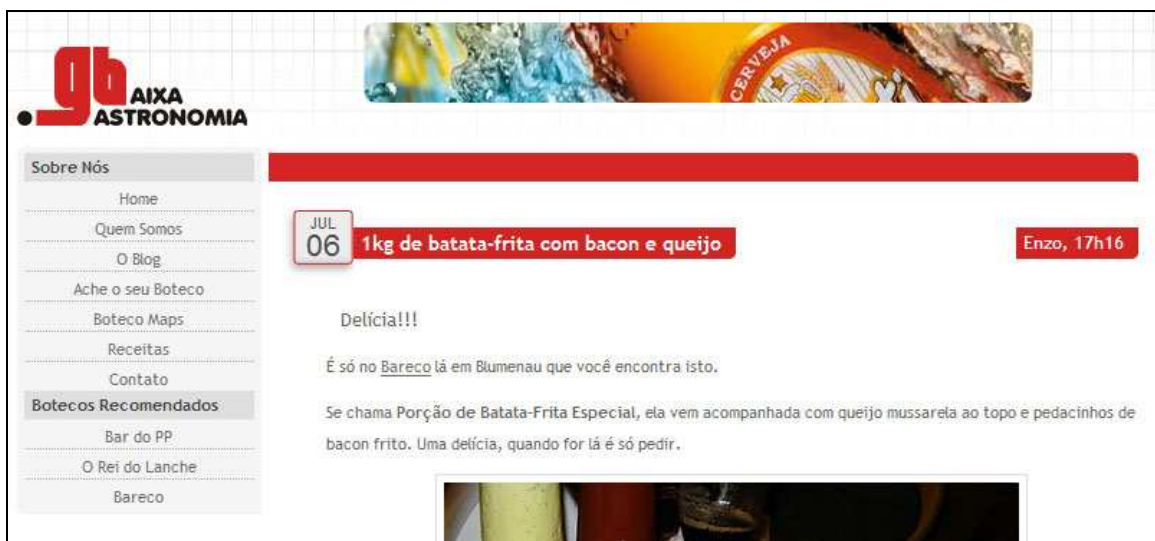 .gb
AIXA
ASTRONOMIA
CERVEJA
Sobre Nós
Home
Quem Somos
O Blog
Ache o seu Boteco
Boteco Maps
Receitas
Contato
Botecos Recomendados
Bar do PP
O Rei do Lanche
Bareco
JUL
06
1kg de batata-frita com bacon e queijo
Enzo, 17h16
Delícia!!!
É só no Bareco lá em Blumenau que você encontra isto.
Se chama Porção de Batata-Frita Especial, ela vem acompanhada com queijo mussarela ao topo e pedacinhos de
bacon frito. Uma delícia, quando for lá é só pedir.